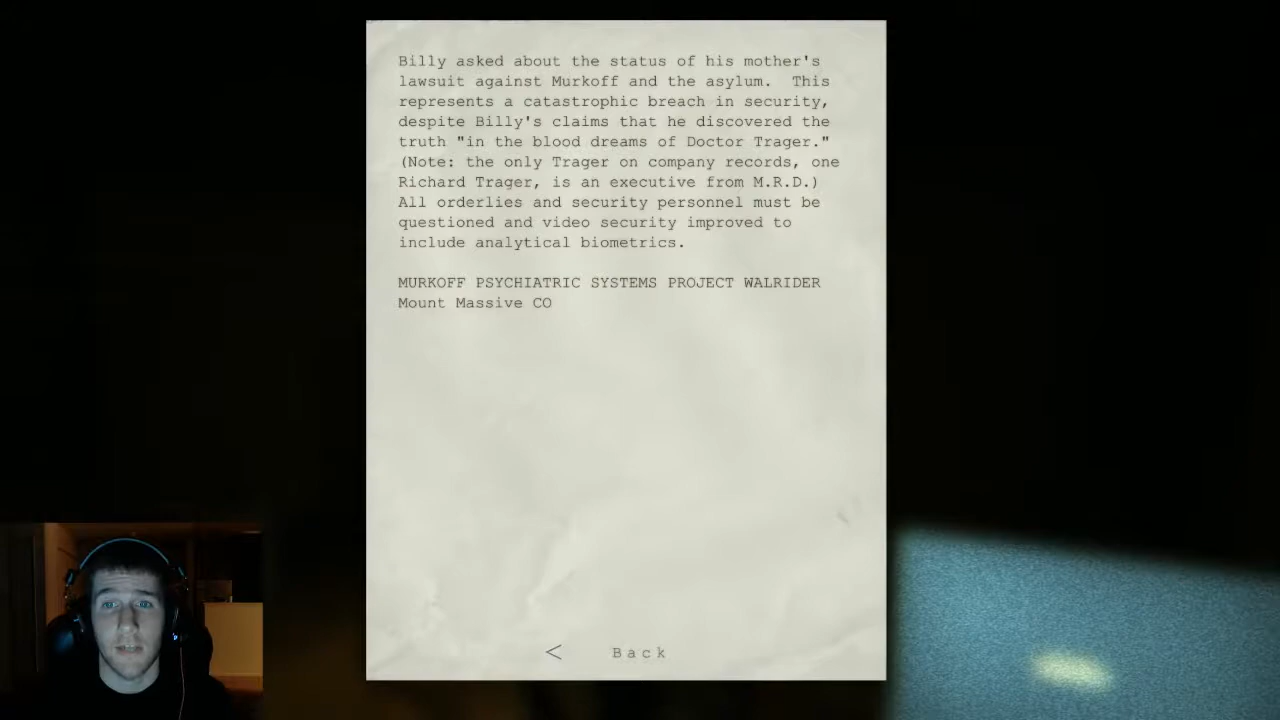 Billy asked about the status of his mother's
lawsuit against Murkoff and the asylum.  This
represents a catastrophic breach in security,
despite Billy's claims that he discovered the
truth "in the blood dreams of Doctor Trager."
(Note: the only Trager on company records, one
Richard Trager, is an executive from M.R.D.)
All orderlies and security personnel must be
questioned and video security improved to
include analytical biometrics.
MURKOFF PSYCHIATRIC SYSTEMS PROJECT WALRIDER
Mount Massive CO
< Back